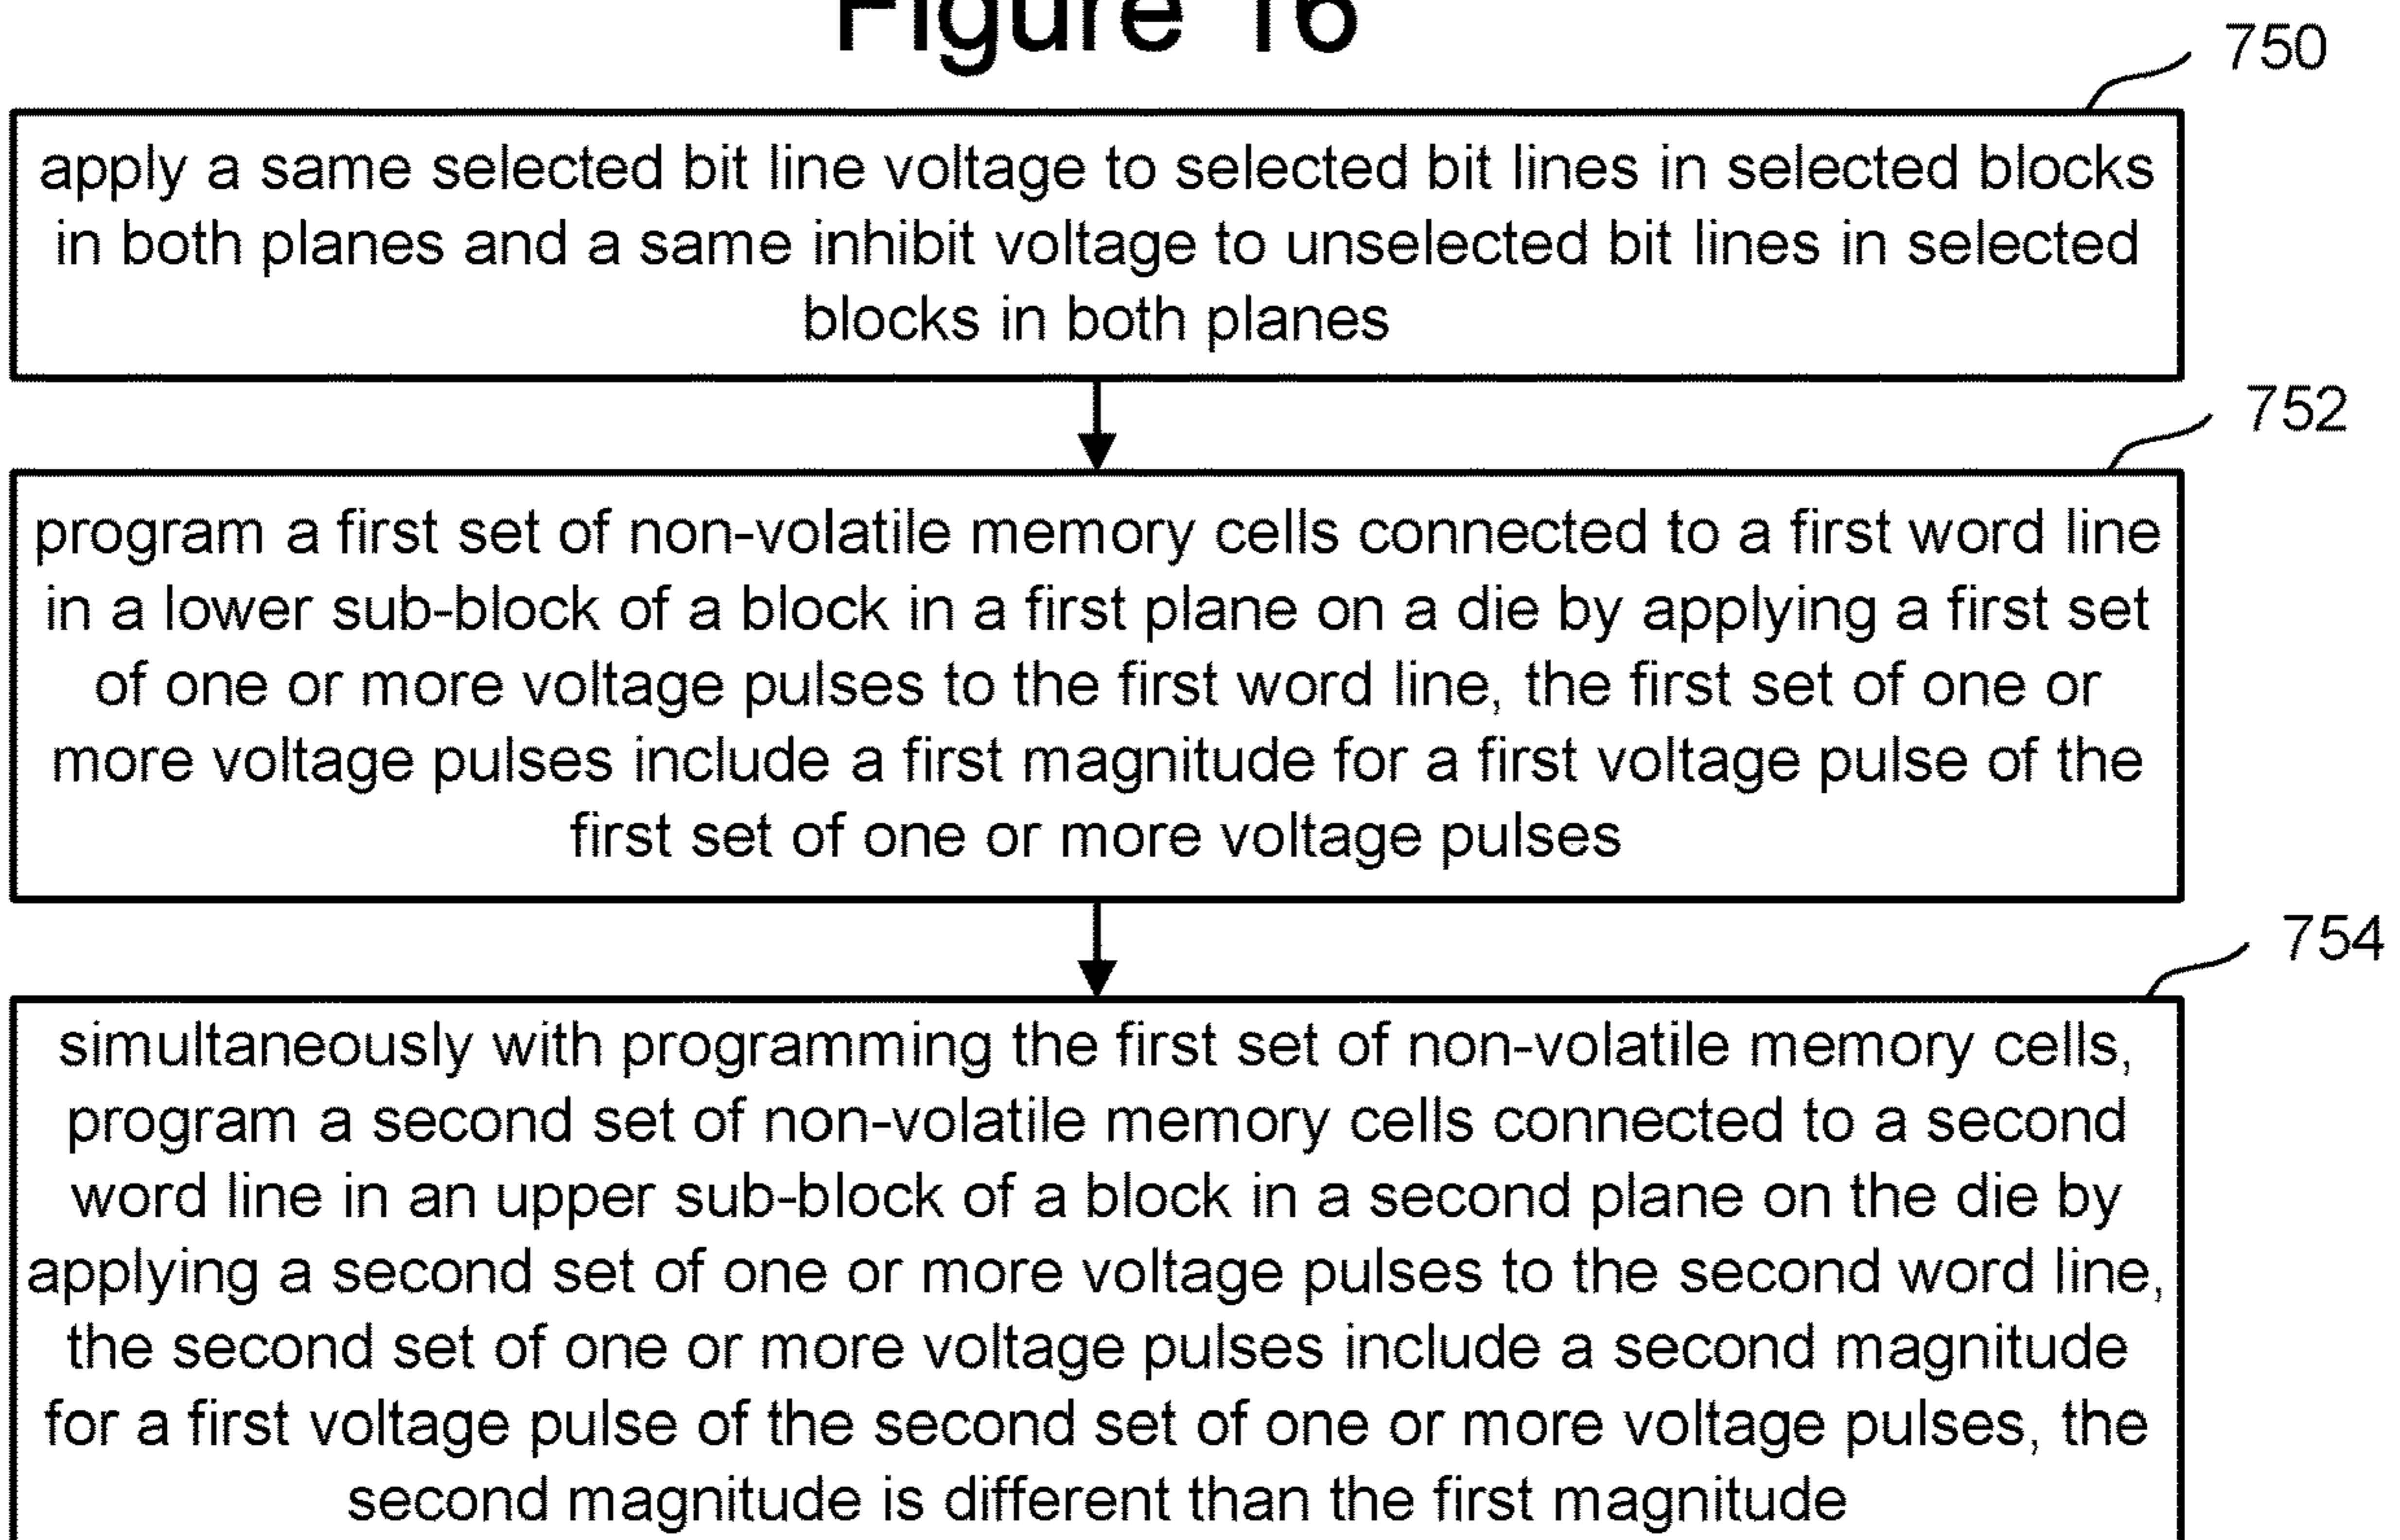 Figure 16
750
apply a same selected bit line voltage to selected bit lines in selected blocks
in both planes and a same inhibit voltage to unselected bit lines in selected
blocks in both planes
752
program a first set of non-volatile memory cells connected to a first word line
in a lower sub-block of a block in a first plane on a die by applying a first set
of one or more voltage pulses to the first word line, the first set of one or
more voltage pulses include a first magnitude for a first voltage pulse of the
first set of one or more voltage pulses
754
simultaneously with programming the first set of non-volatile memory cells,
program a second set of non-volatile memory cells connected to a second
word line in an upper sub-block of a block in a second plane on the die by
applying a second set of one or more voltage pulses to the second word line,
the second set of one or more voltage pulses include a second magnitude
for a first voltage pulse of the second set of one or more voltage pulses, the
second magnitude is different than the first magnitude